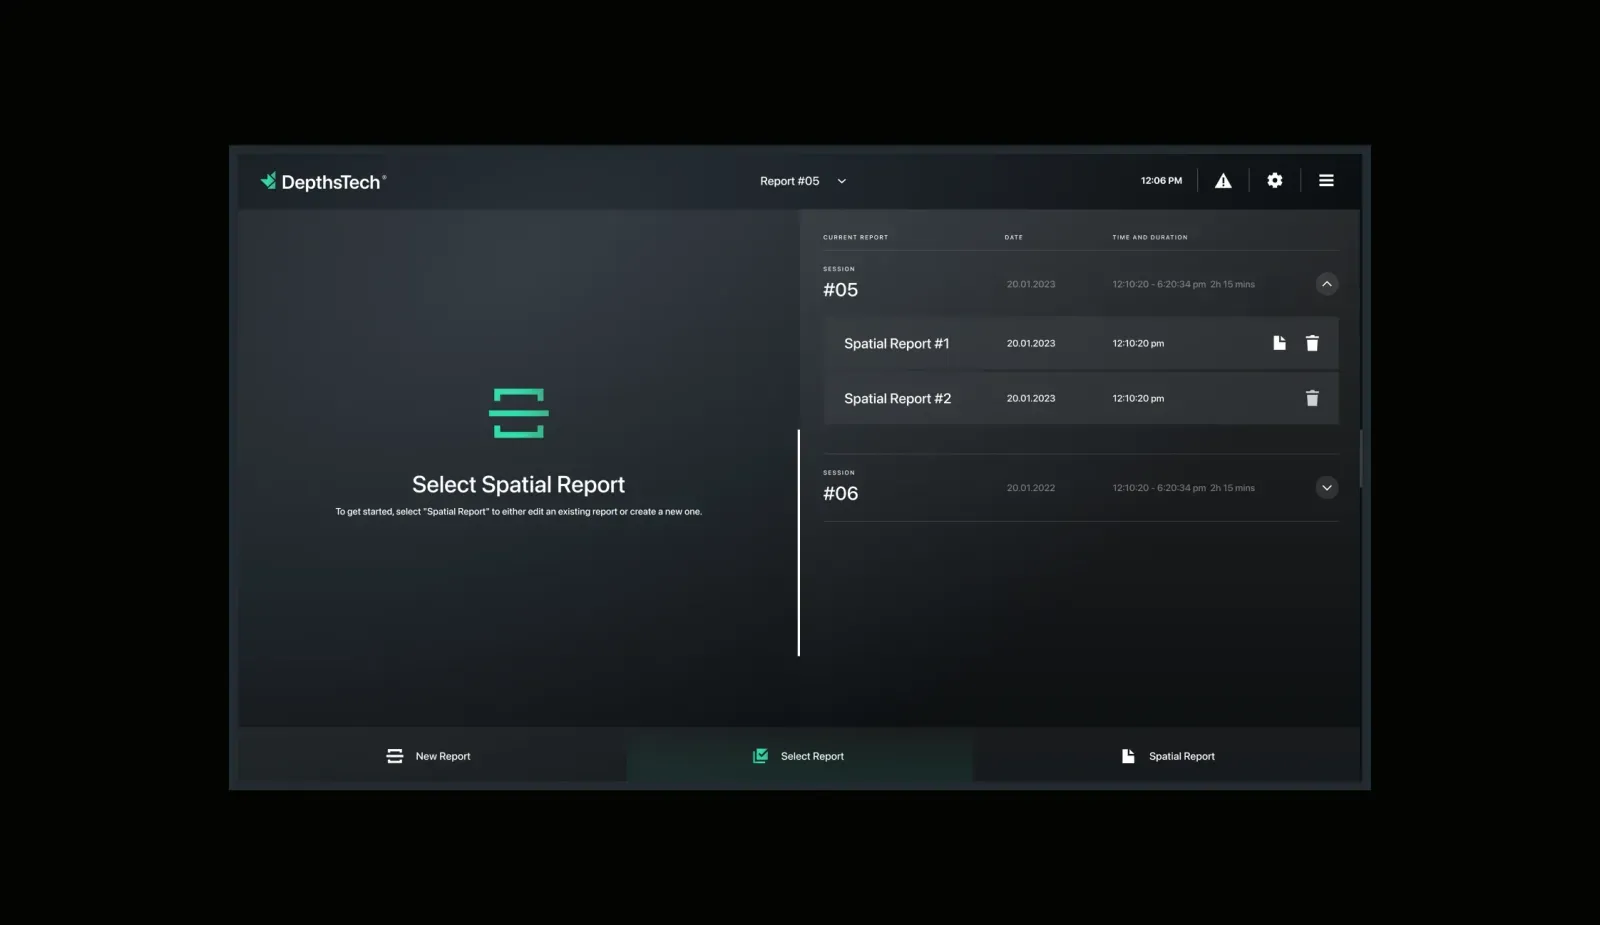 DepthsTech®
Report #05
12:06 PM
Select Spatial Report
To get started, select "Spatial Report" to either edit an existing report or create a new one.
CURRENT REPORT DATE TIME AND DURATION
SESSION
#05 20.01.2023 12:10:20 - 6:20:34 pm 2h 15 mins
Spatial Report #1 20.01.2023 12:10:20 pm
Spatial Report #2 20.01.2023 12:10:20 pm
SESSION
#06 20.01.2022 12:10:20 - 6:20:34 pm 2h 15 mins
New Report
Select Report
Spatial Report